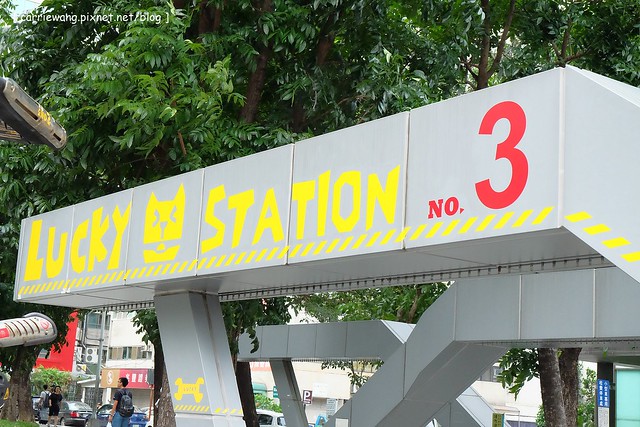 [carriewang.pixnet.net/blog ]
LUCKY STATION
NO. 3
P